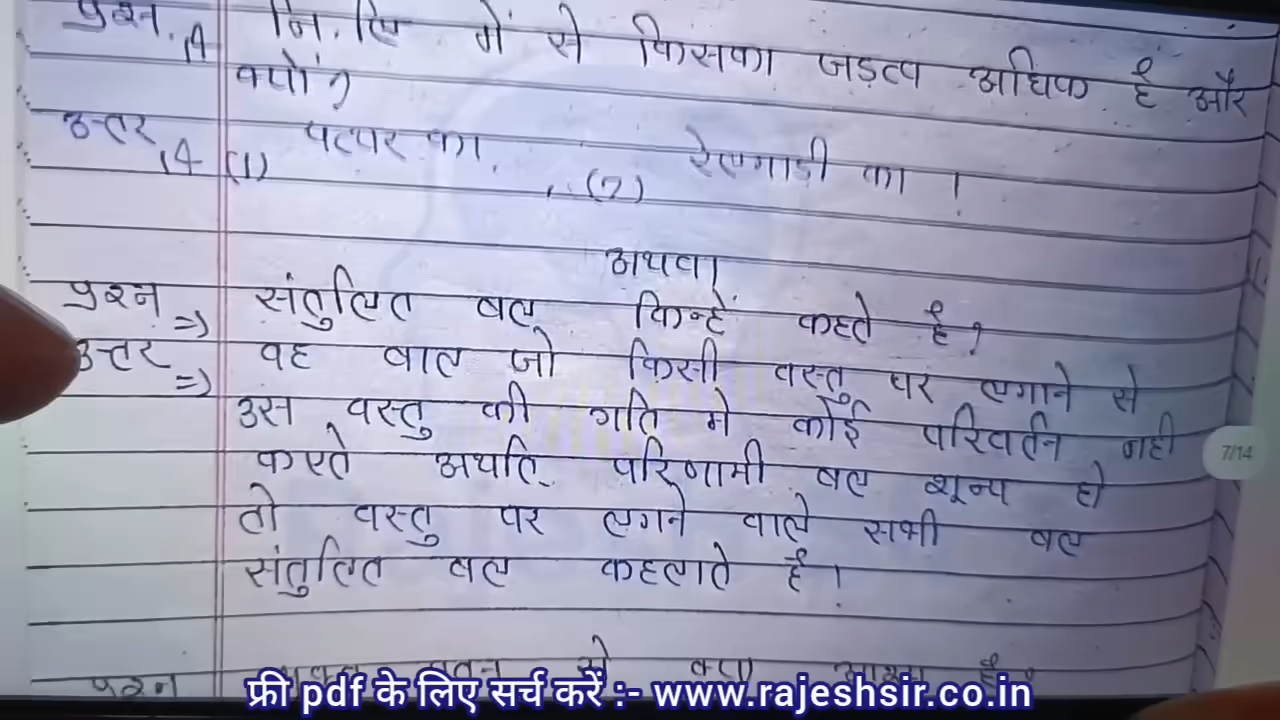 प्रश्न.14 नि.लि में से किसका जड़त्व अधिक है और
क्यों?
उत्तर.14 (1) पत्थर का. (2) रेलगाडी का ।
अथवा
प्रश्न => संतुलित बल किन्हें कहते है?
उत्तर => वह वाल जो किसी वस्तु पर लगाने से
उस वस्तु की गति मे कोई परिवर्तन नही
करते अर्थात् परिणामी बल शून्य हो
तो वस्तु पर लगने वाले सभी बल
संतुलित बल कहलाते है।
प्रश्न से क्या आशय है?
7/14
फ्री pdf के लिए सर्च करें :- www.rajeshsir.co.in